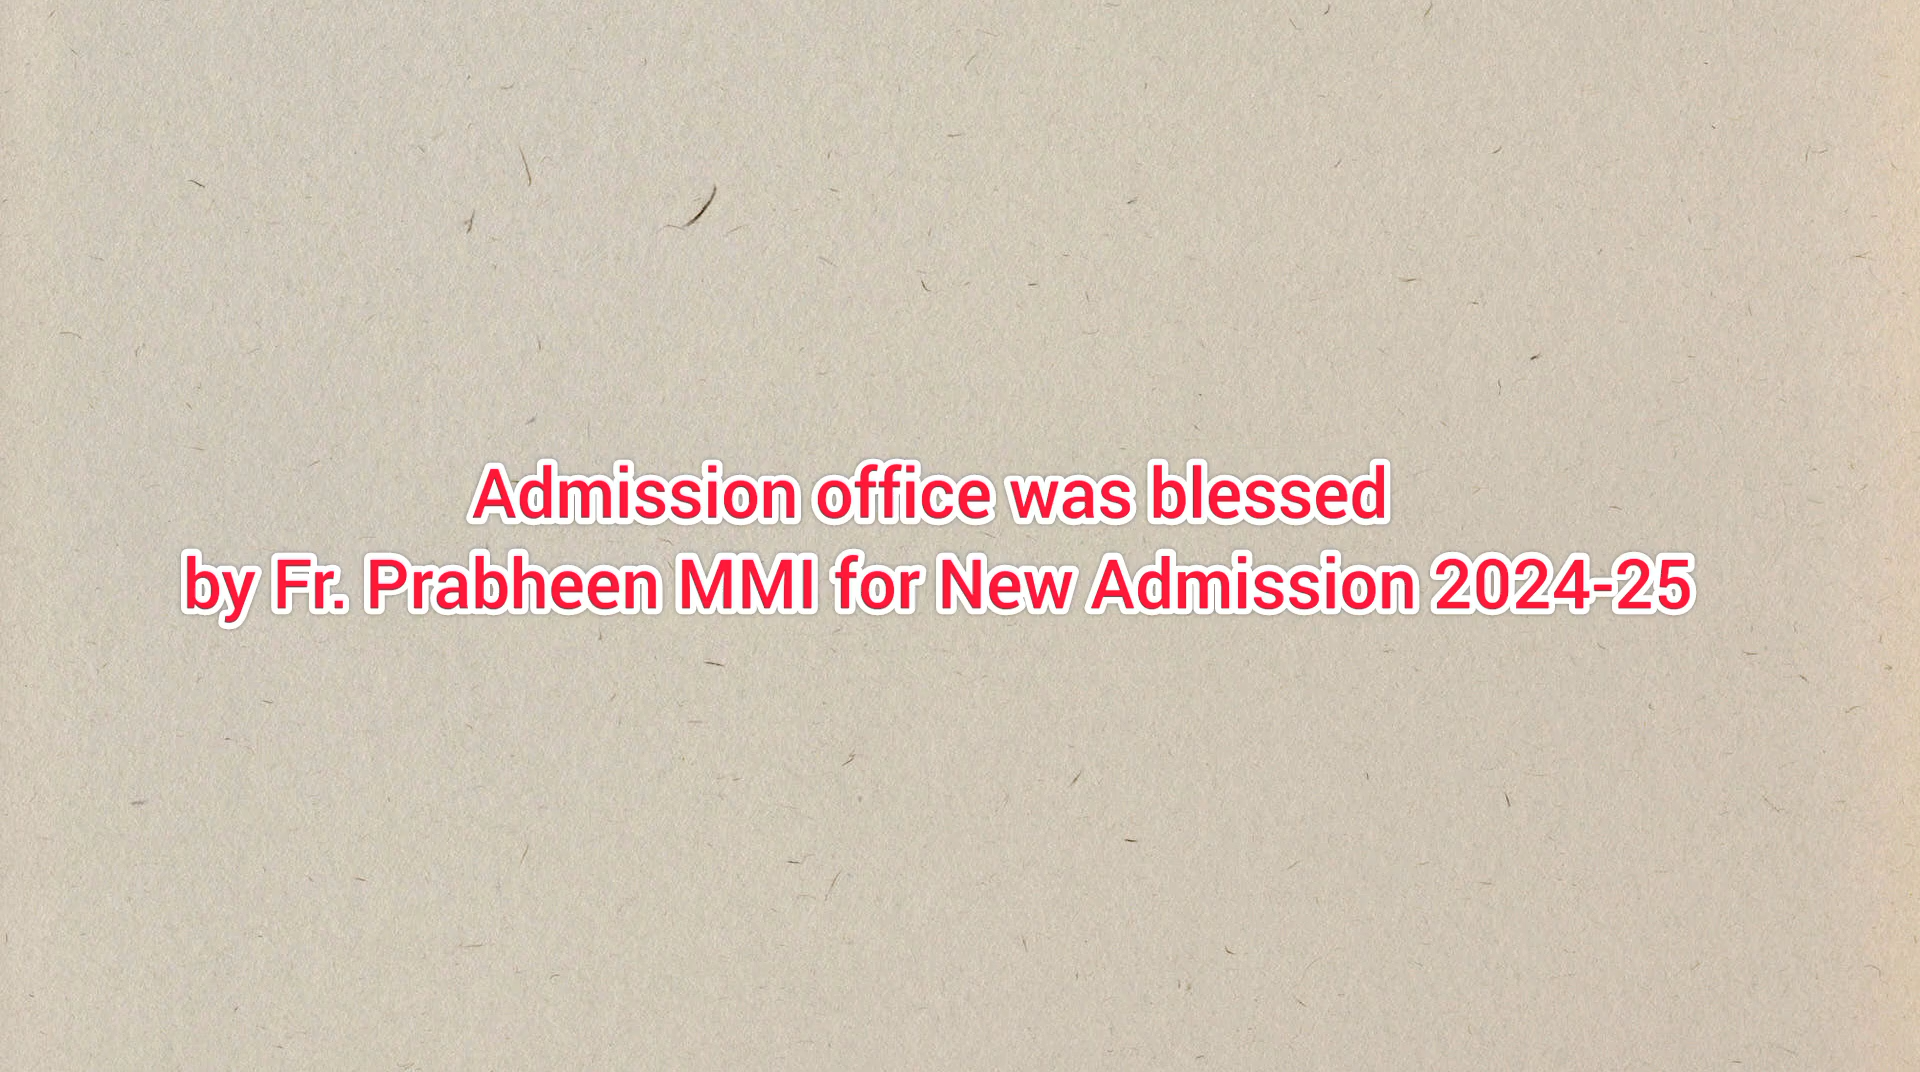 Admission office was blessed
by Fr. Prabheen MMI for New Admission 2024-25